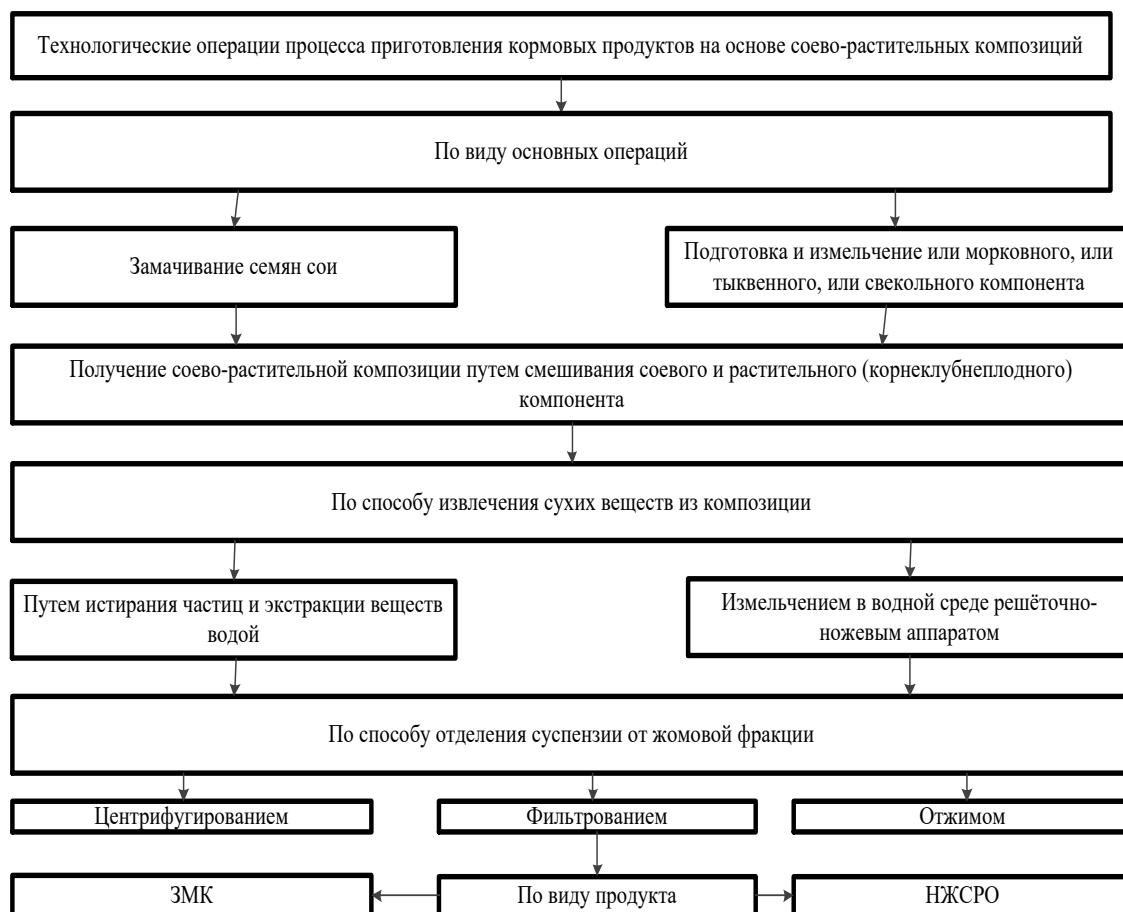 Технологические операции процесса приготовления кормовых продуктов на основе соево-растительных композиций
По виду основных операций
Замачивание семян сои
Подготовка и измельчение или морковного, или
тыквенного, или свекольного компонента
Получение соево-растительной композиции путем смешивания соевого и растительного (корнеклубнеплодного)
компонента
По способу извлечения сухих веществ из композиции
Путем истирания частиц и экстракции веществ
водой
Измельчением в водной среде решёточно-
ножевым аппаратом
По способу отделения суспензии от жомовой фракции
Центрифугированием
Фильтрованием
Отжимом
ЗМК
По виду продукта
НЖСРО